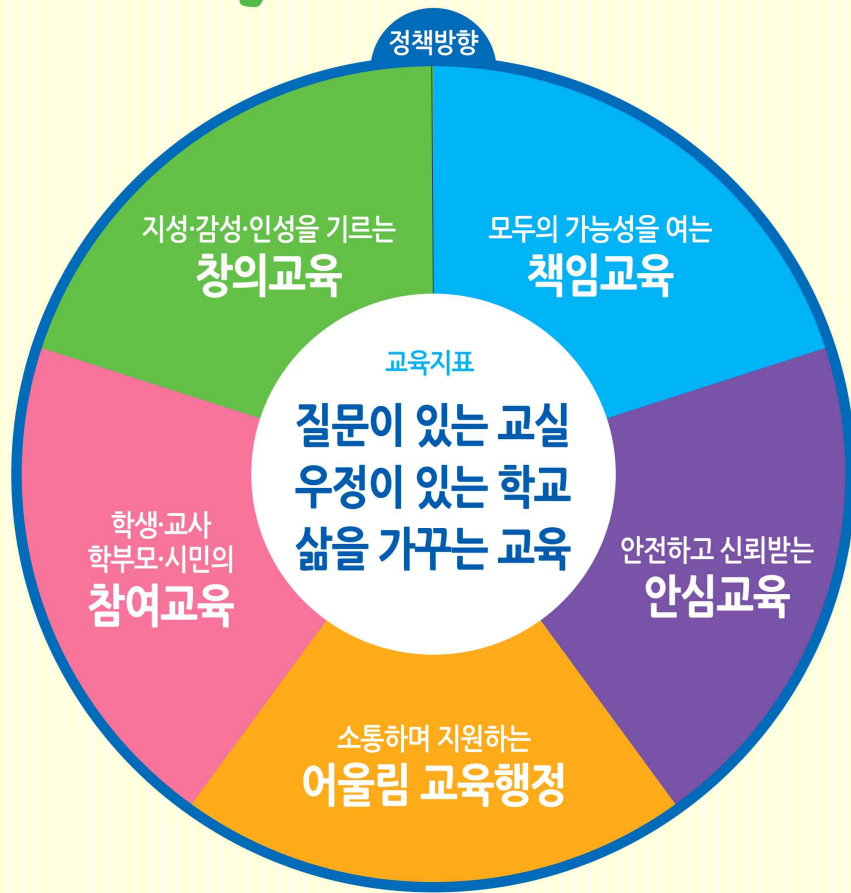 정책방향
지성·감성·인성을 기르는
창의교육
모두의 가능성을 여는
책임교육
교육지표
질문이 있는 교실
우정이 있는 학교
삶을 가꾸는 교육
학생·교사
학부모·시민의
참여교육
안전하고 신뢰받는
안심교육
소통하며 지원하는
어울림 교육행정